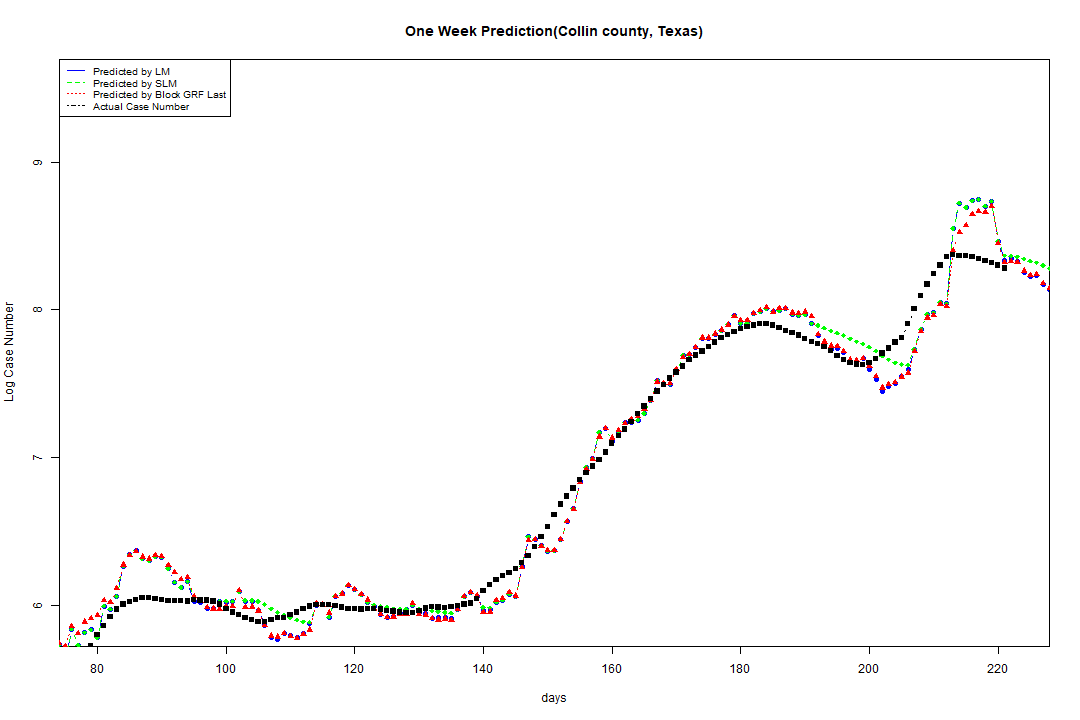 One Week Prediction(Collin county, Texas)
Predicted by LM
Predicted by SLM
Predicted by Block GRF Last
Actual Case Number
9
8
7
6
Log Case Number
80 100 120 140 160 180 200 220
days